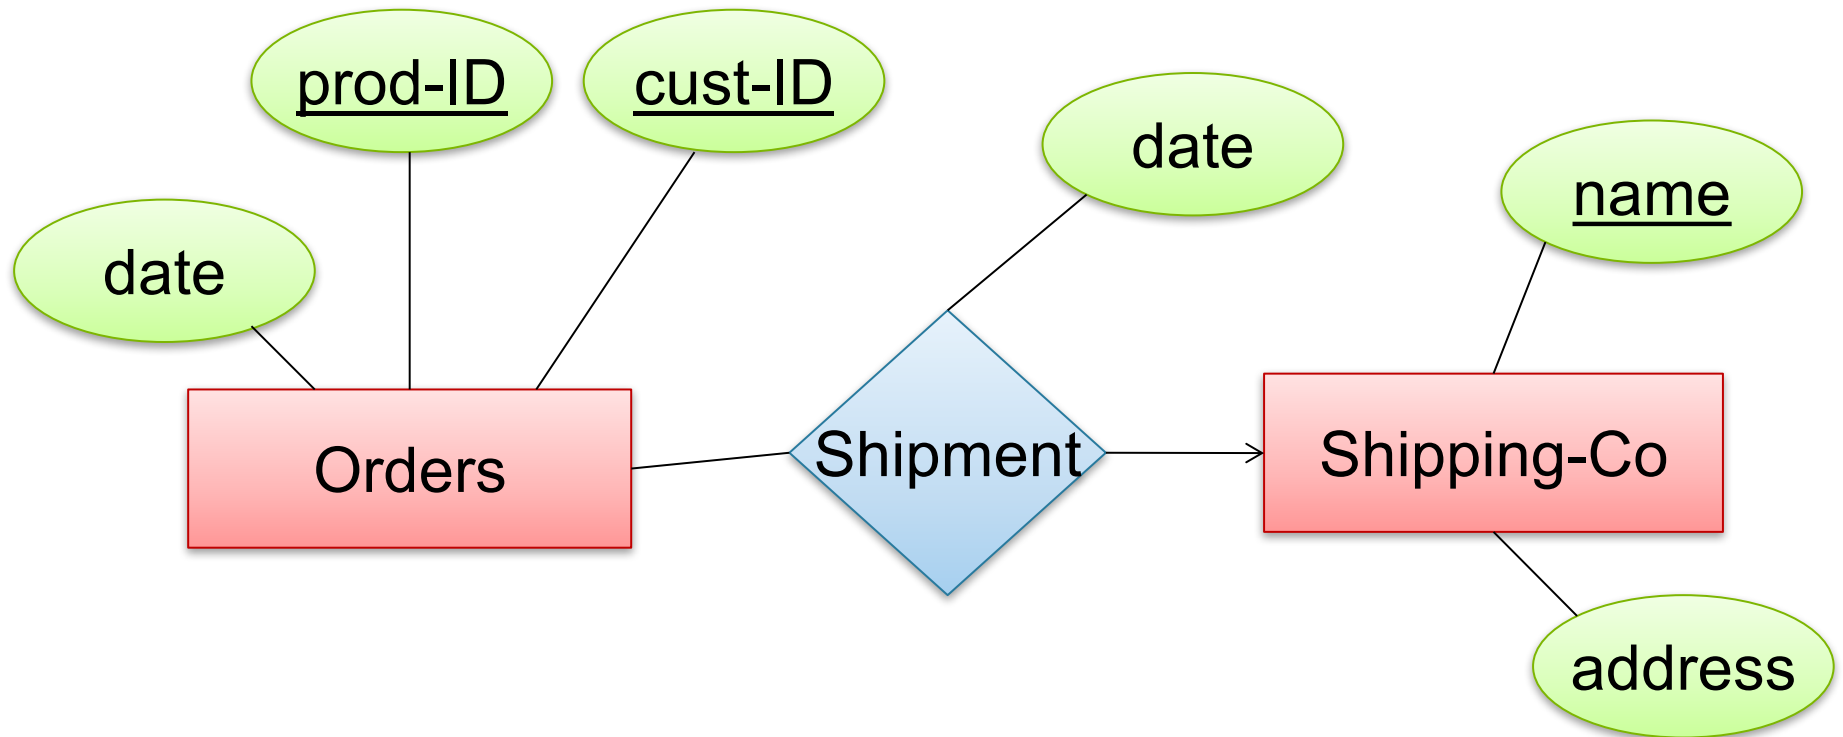 prod-ID
cust-ID
date
name
date
Orders
Shipment
Shipping-Co
address